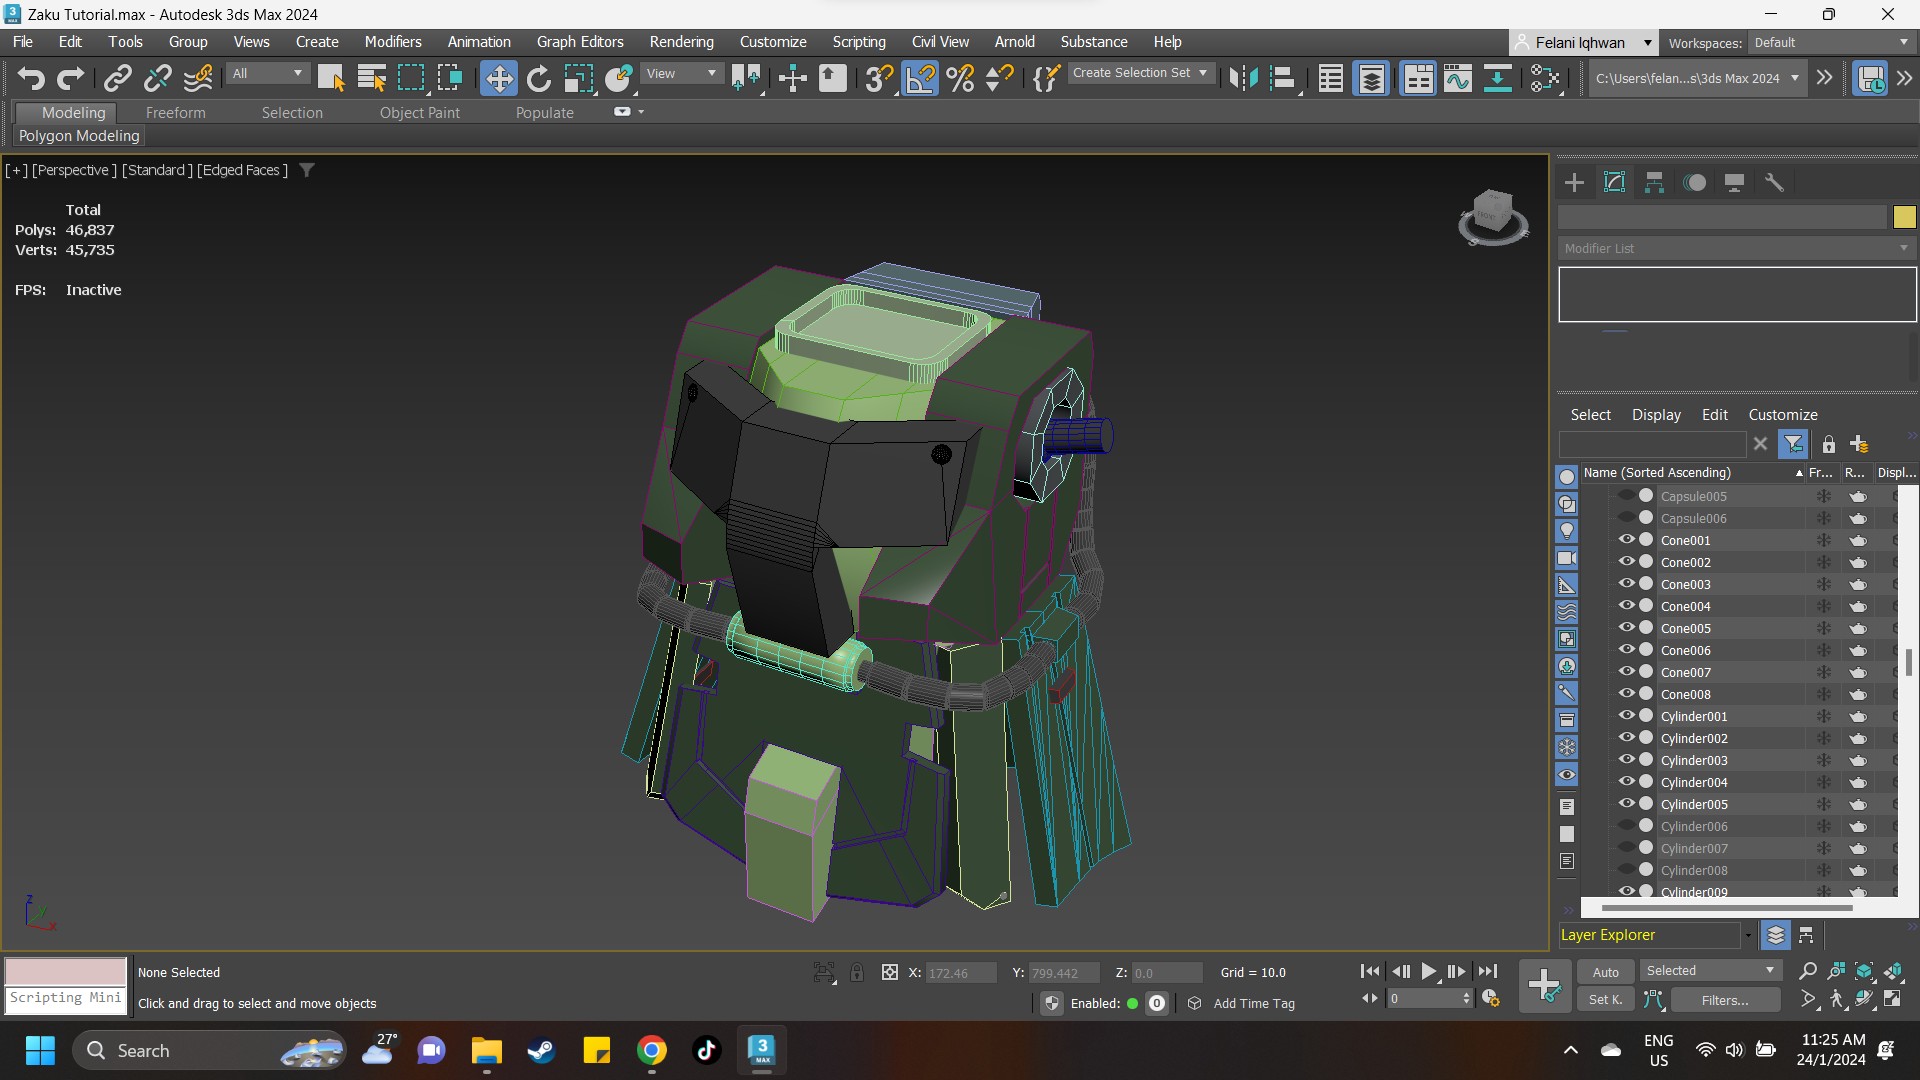 Zaku Tutorial.max - Autodesk 3ds Max 2024
File Edit Tools Group Views Create Modifiers Animation Graph Editors Rendering Customize Scripting Civil View Arnold Substance Help
Felani Iqhwan
Workspaces: Default
All
View
Create Selection Set
C:\Users\felan...s\3ds Max 2024
Modeling Freeform Selection Object Paint Populate
Polygon Modeling
[+] [Perspective ] [Standard ] [Edged Faces ]
Total
Polys: 46,837
Verts: 45,735
FPS: Inactive
Modifier List
Select Display Edit Customize
Name (Sorted Ascending) Fr... R... Displ...
Capsule005
Capsule006
Cone001
Cone002
Cone003
Cone004
Cone005
Cone006
Cone007
Cone008
Cylinder001
Cylinder002
Cylinder003
Cylinder004
Cylinder005
Cylinder006
Cylinder007
Cylinder008
Cylinder009
Layer Explorer
Scripting Mini
None Selected
Click and drag to select and move objects
X: 172.46 Y: 799.442 Z: 0.0 Grid = 10.0
Enabled: 0 Add Time Tag
0
Auto Selected
Set K. Filters...
Search
27°
3 MAX
ENG
US
11:25 AM
24/1/2024